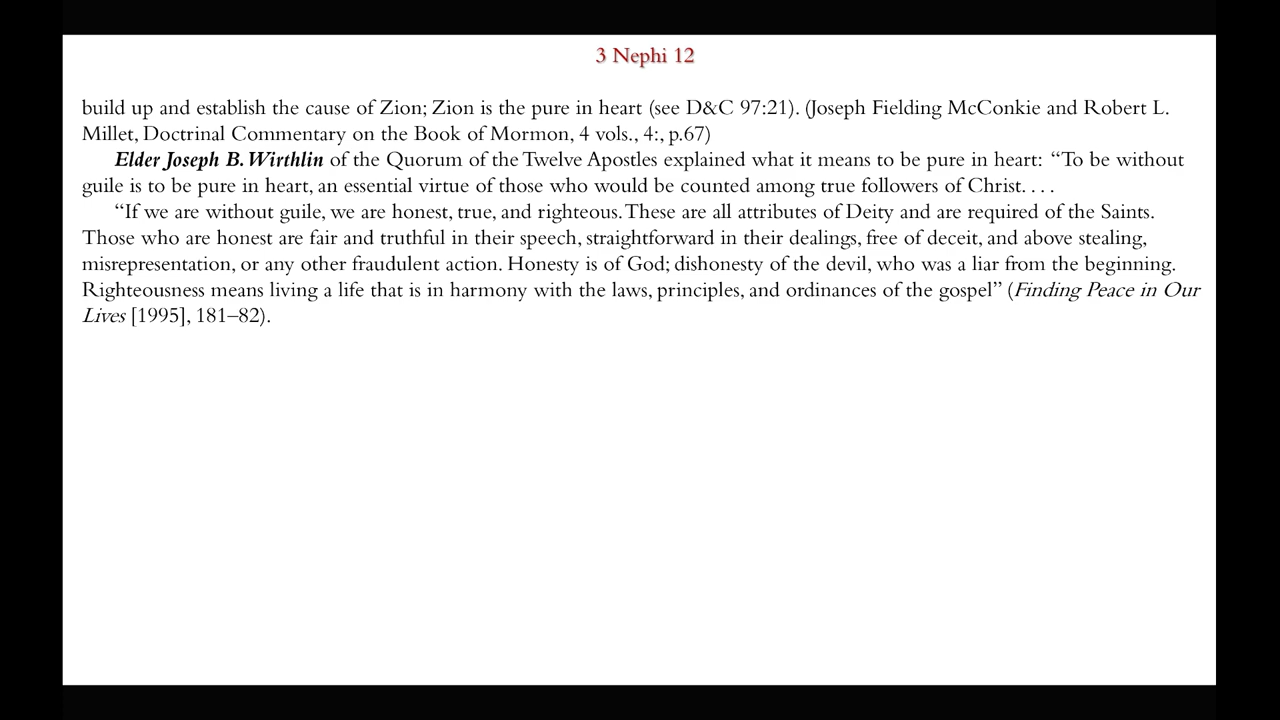 3 Nephi 12
build up and establish the cause of Zion; Zion is the pure in heart (see D&C 97:21). (Joseph Fielding McConkie and Robert L.
Millet, Doctrinal Commentary on the Book of Mormon, 4 vols., 4:, p.67)
Elder Joseph B. Wirthlin of the Quorum of the Twelve Apostles explained what it means to be pure in heart: “To be without
guile is to be pure in heart, an essential virtue of those who would be counted among true followers of Christ. . . .
“If we are without guile, we are honest, true, and righteous. These are all attributes of Deity and are required of the Saints.
Those who are honest are fair and truthful in their speech, straightforward in their dealings, free of deceit, and above stealing,
misrepresentation, or any other fraudulent action. Honesty is of God; dishonesty of the devil, who was a liar from the beginning.
Righteousness means living a life that is in harmony with the laws, principles, and ordinances of the gospel” (Finding Peace in Our
Lives [1995], 181–82).